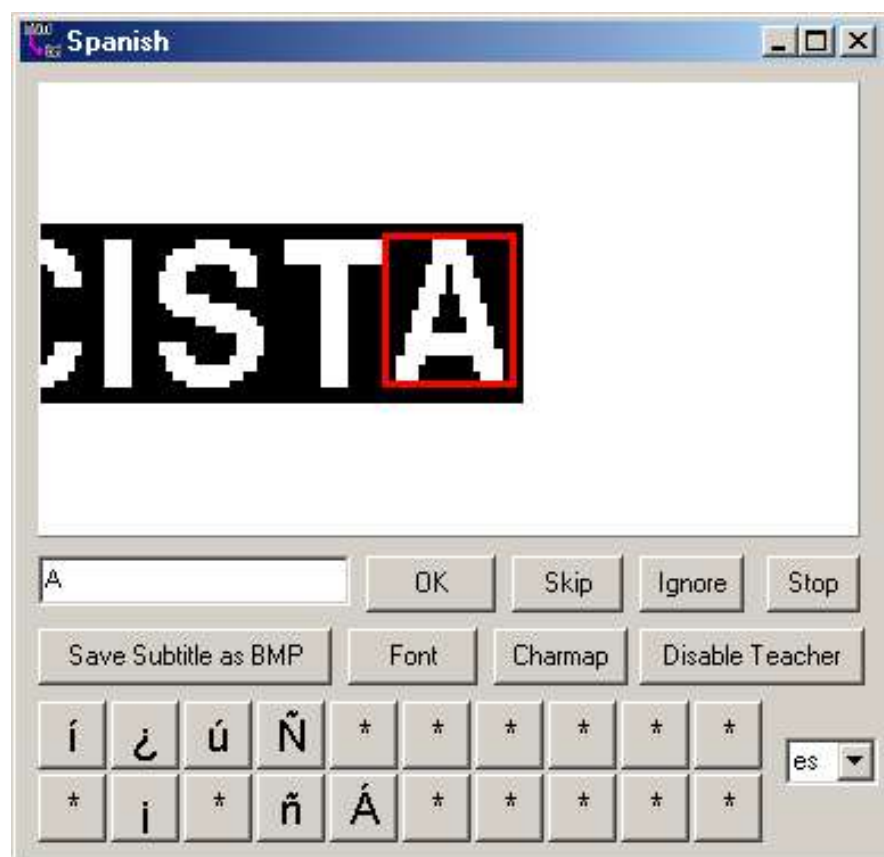 Spanish
CISTA
A
OK Skip Ignore Stop
Save Subtitle as BMP Font Charmap Disable Teacher
í ¿ ú Ñ * * * * * *
es
* ¡ * ñ Á * * * * *